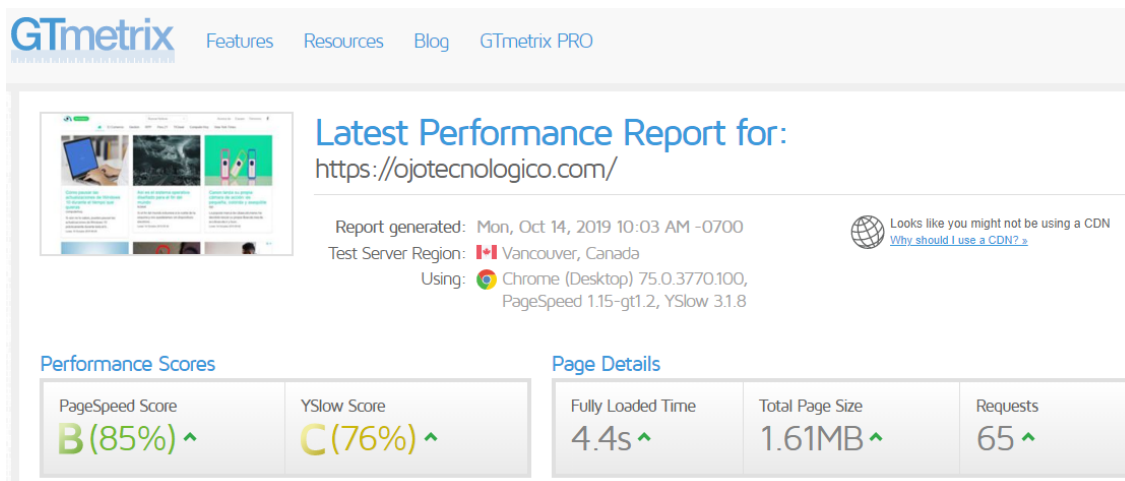 GTmetrix Features Resources Blog GTmetrix PRO
Latest Performance Report for:
https://ojotecnologico.com/
Report generated: Mon, Oct 14, 2019 10:03 AM -0700
Test Server Region: Vancouver, Canada
Using: Chrome (Desktop) 75.0.3770.100,
PageSpeed 1.15-gt1.2, YSlow 3.1.8
Looks like you might not be using a CDN
Why should I use a CDN? »
Performance Scores
PageSpeed Score
B (85%)
YSlow Score
C (76%)
Page Details
Fully Loaded Time
4.4s
Total Page Size
1.61MB
Requests
65